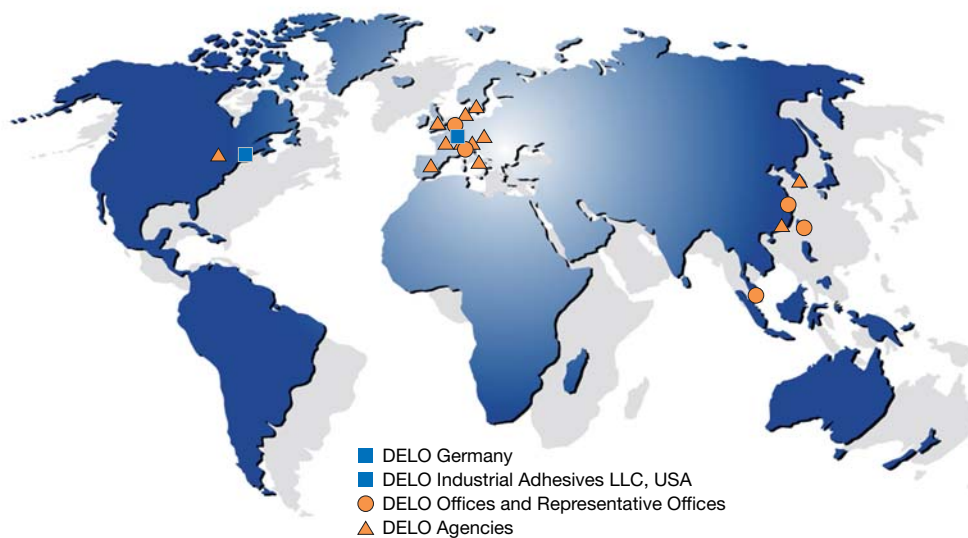 DELO Germany
DELO Industrial Adhesives LLC, USA
DELO Offices and Representative Offices
DELO Agencies